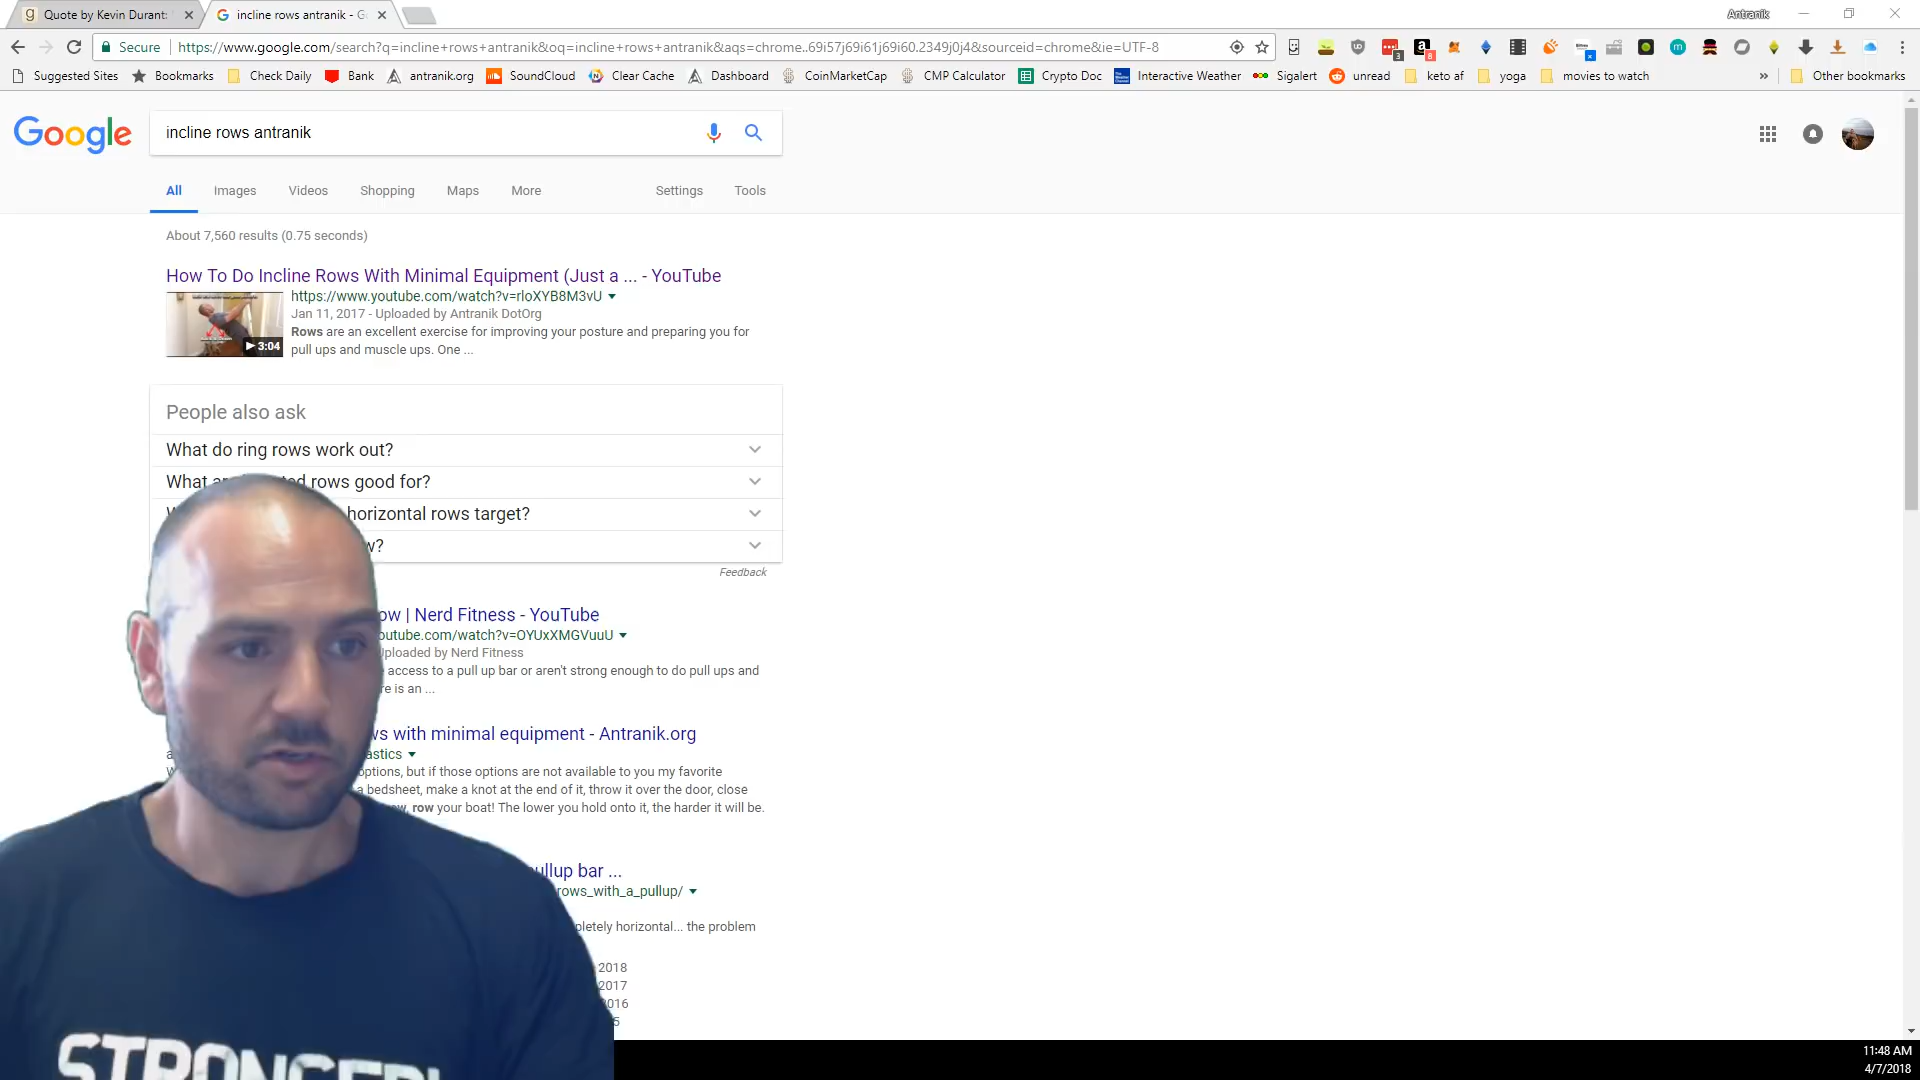 Quote by Kevin Durant:
incline rows antranik - G
Antranik
Secure
https://www.google.com/search?q=incline+rows+antranik&oq=incline+rows+antranik&aqs=chrome..69i57j69i61j69i60.2349j0j4&sourceid=chrome&ie=UTF-8
Suggested Sites
Bookmarks
Check Daily
Bank
antranik.org
SoundCloud
Clear Cache
Dashboard
CoinMarketCap
CMP Calculator
Crypto Doc
Interactive Weather
Sigalert
unread
keto af
yoga
movies to watch
Other bookmarks
Google
incline rows antranik
All
Images
Videos
Shopping
Maps
More
Settings
Tools
About 7,560 results (0.75 seconds)
How To Do Incline Rows With Minimal Equipment (Just a ... - YouTube
https://www.youtube.com/watch?v=rloXYB8M3vU
Jan 11, 2017 - Uploaded by Antranik DotOrg
Rows are an excellent exercise for improving your posture and preparing you for
pull ups and muscle ups. One ...
3:04
People also ask
What do ring rows work out?
What rows good for?
horizontal rows target?
w?
Feedback
ow | Nerd Fitness - YouTube
outube.com/watch?v=OYUxXMGVuuU
Uploaded by Nerd Fitness
access to a pull up bar or aren't strong enough to do pull ups and
re is an ...
ws with minimal equipment - Antranik.org
astics
options, but if those options are not available to you my favorite
a bedsheet, make a knot at the end of it, throw it over the door, close
row your boat! The lower you hold onto it, the harder it will be.
pullup bar ...
rows_with_a_pullup/
pletely horizontal... the problem
2018
2017
2016
5
STRONGER!
11:48 AM
4/7/2018